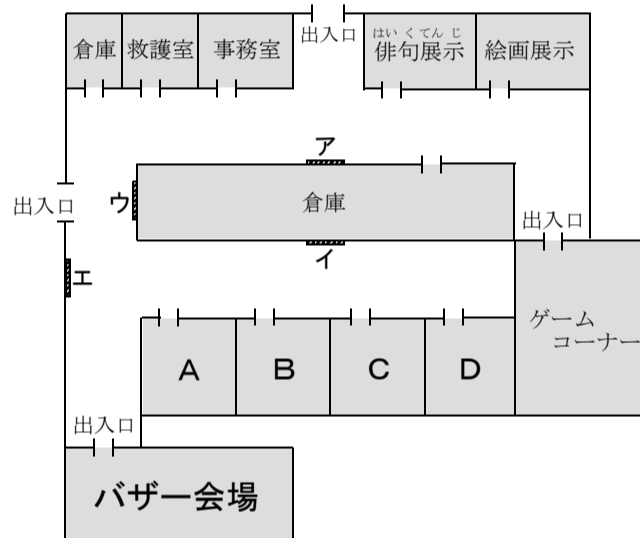 倉庫
救護室
事務室
出入口
はいくてんじ
俳句展示
絵画展示
ア
出入口
ウ
倉庫
出入口
イ
エ
ゲーム
コーナー
A
B
C
D
出入口
バザー会場